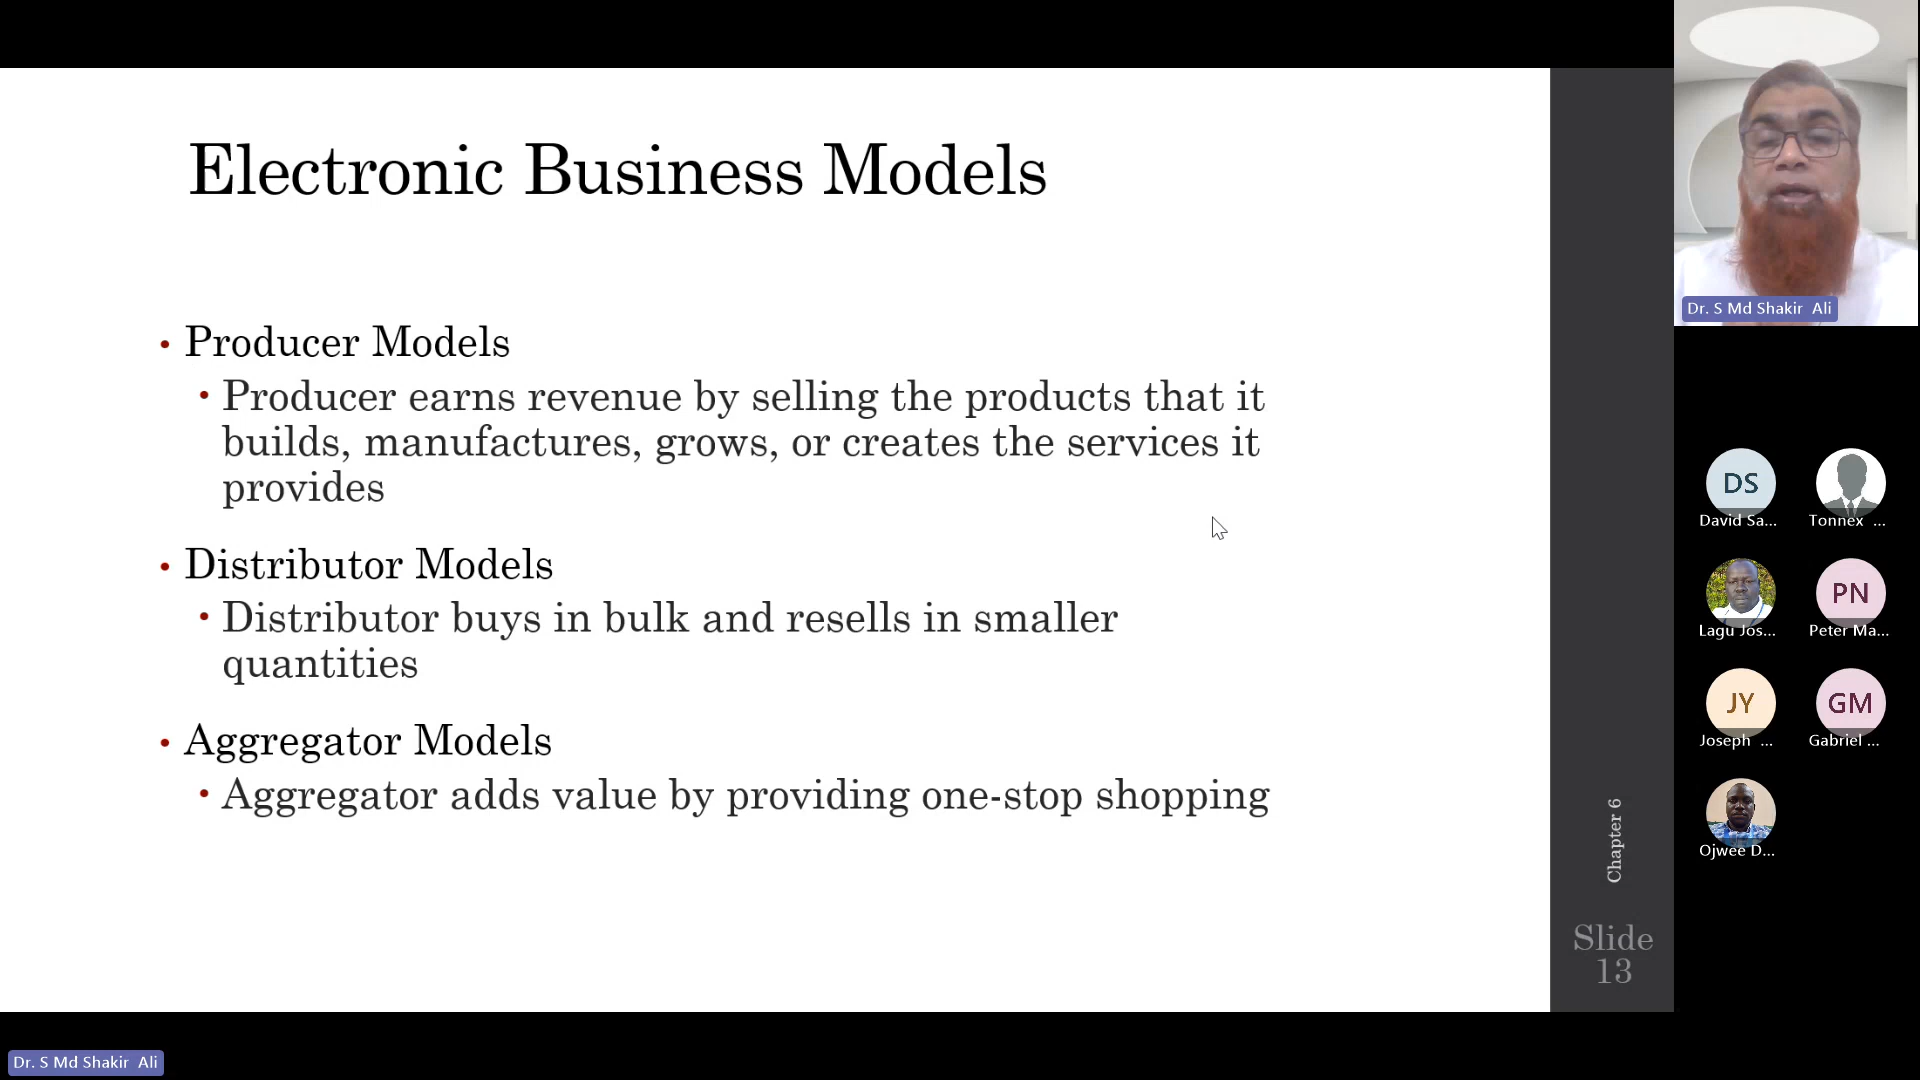 Electronic Business Models
• Producer Models
• Producer earns revenue by selling the products that it
builds, manufactures, grows, or creates the services it
provides
• Distributor Models
• Distributor buys in bulk and resells in smaller
quantities
• Aggregator Models
• Aggregator adds value by providing one-stop shopping
Chapter 6
Slide
13
Dr. S Md Shakir Ali
DS
David Sa...
Tonnex ...
Lagu Jos...
PN
Peter Ma...
JY
Joseph ...
GM
Gabriel ...
Ojwee D...
Dr. S Md Shakir Ali